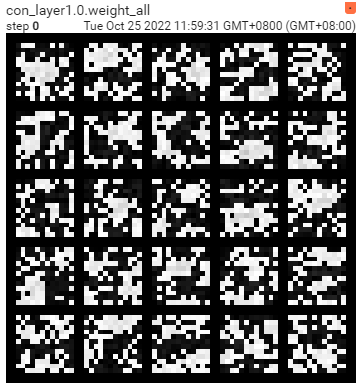 con_layer1.0.weight_all
step 0 Tue Oct 25 2022 11:59:31 GMT+0800 (GMT+08:00)